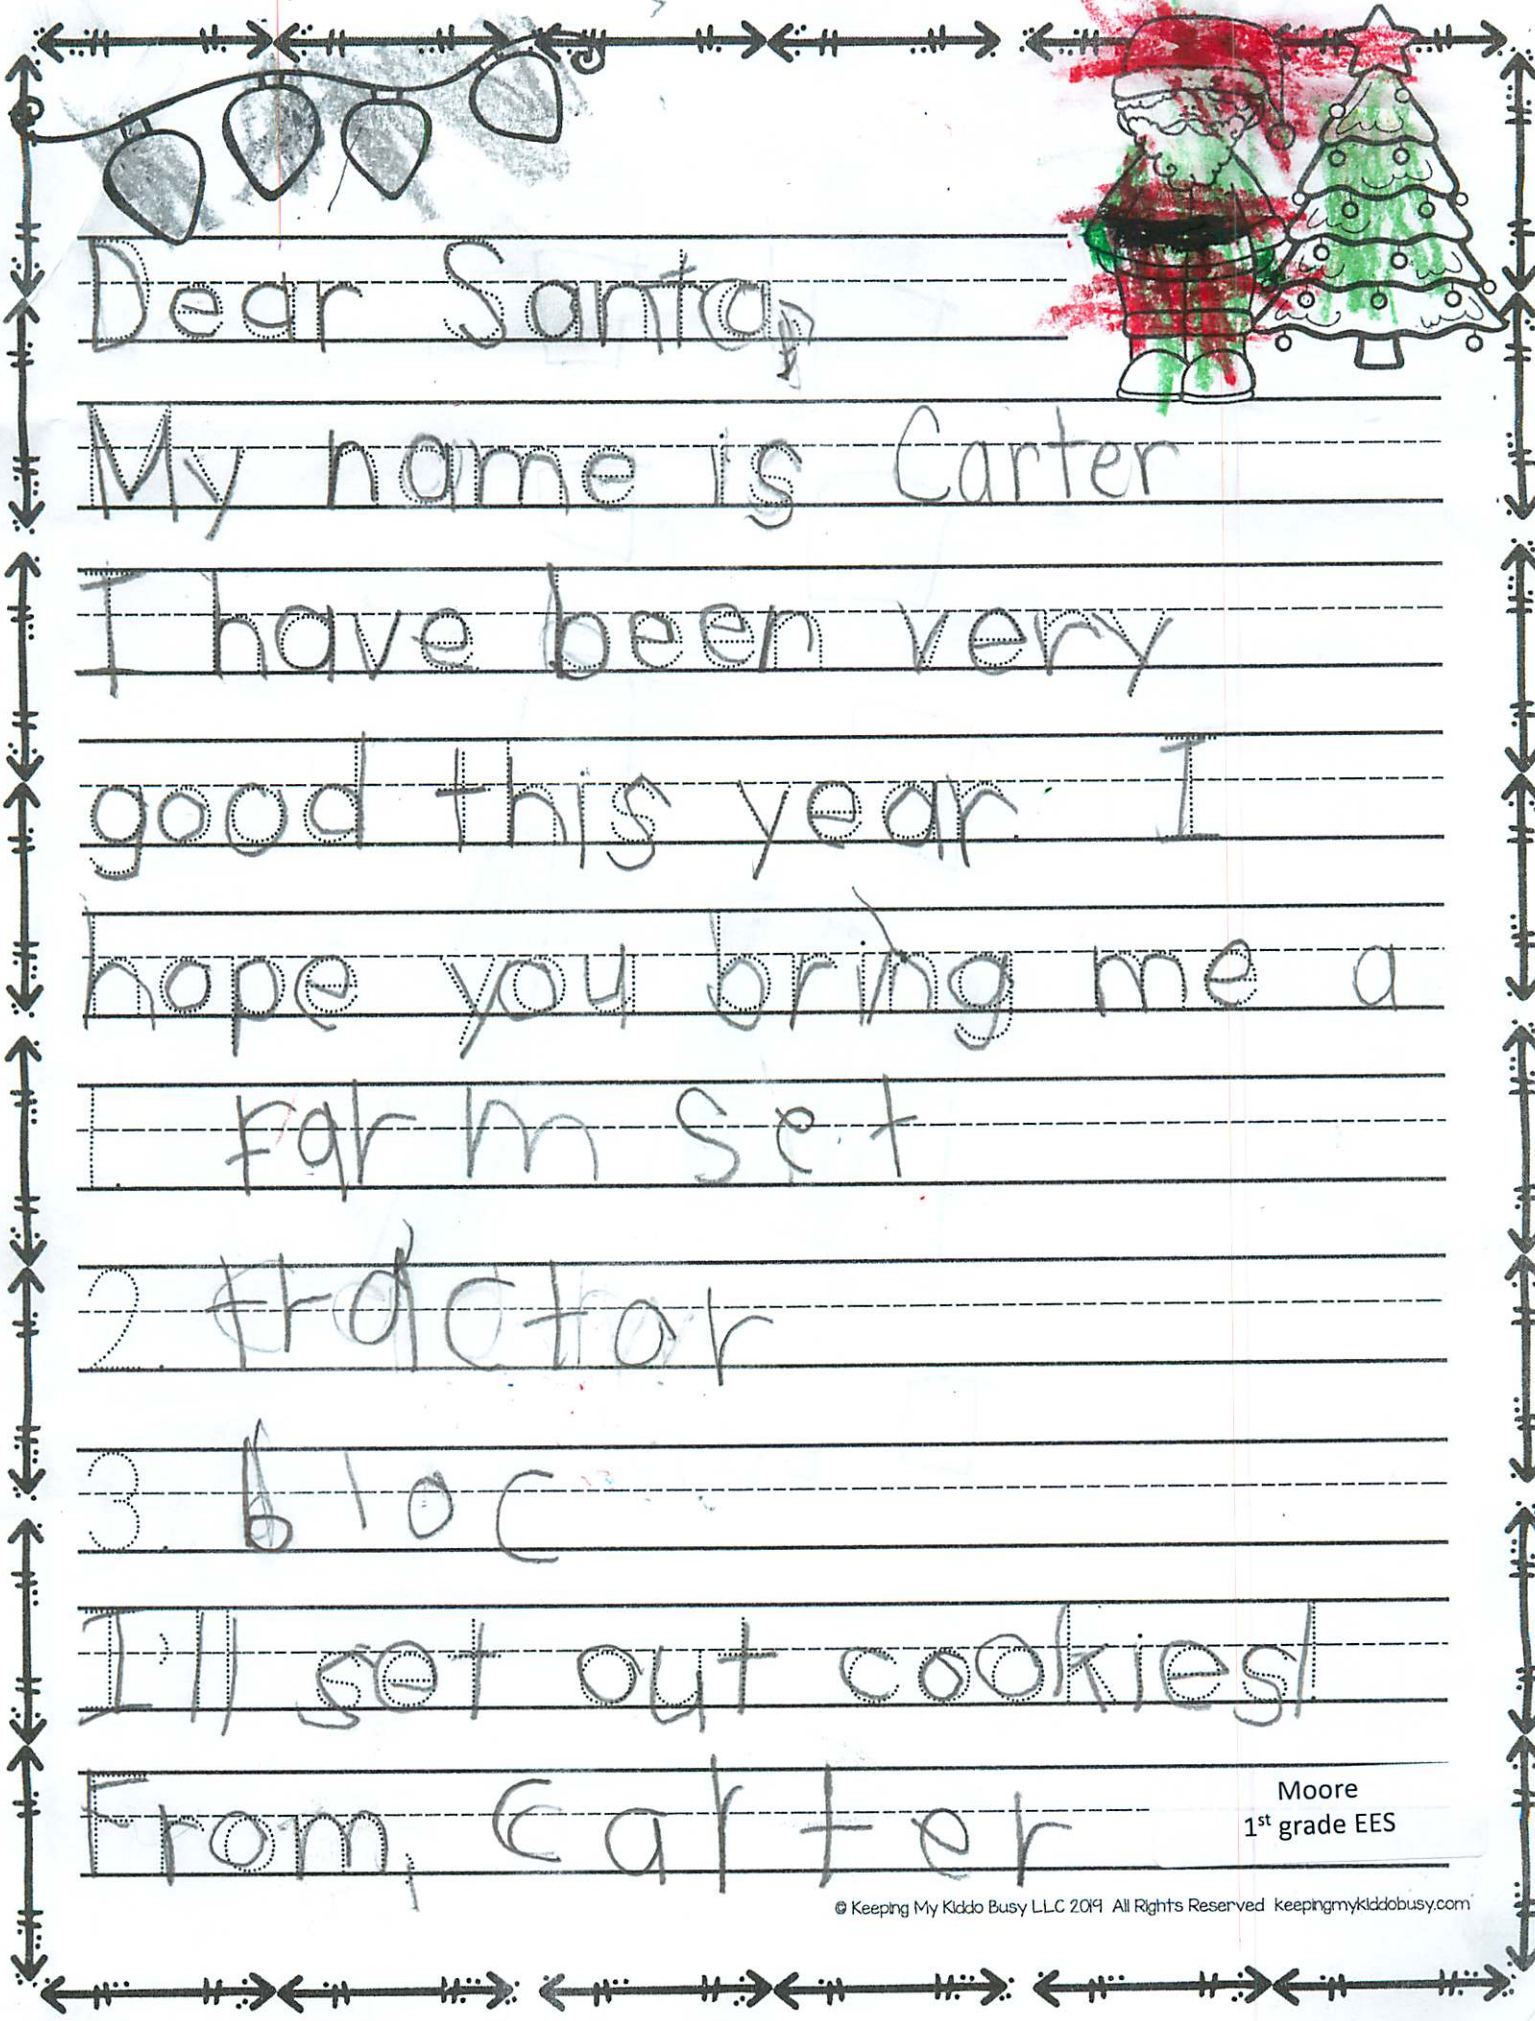 Dear Santa,
My name is Carter
I have been very
good this year. I
hope you bring me a
1. Farm set
2. tractor
3. bloc
I'll set out cookies!
From, Carter
Moore
1st grade EES
© Keeping My Kiddo Busy LLC 2019 All Rights Reserved keepingmykiddobusy.com